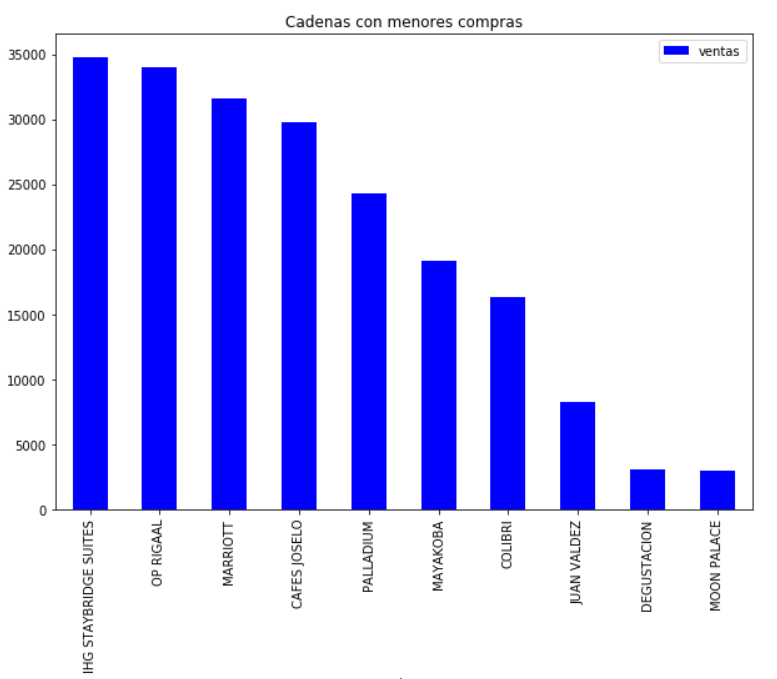 Cadenas con menores compras
ventas
35000
30000
25000
20000
15000
10000
5000
0
IHG STAYBRIDGE SUITES
OP RIGAAL
MARRIOTT
CAFES JOSELO
PALLADIUM
MAYAKOBA
COLIBRI
JUAN VALDEZ
DEGUSTACION
MOON PALACE